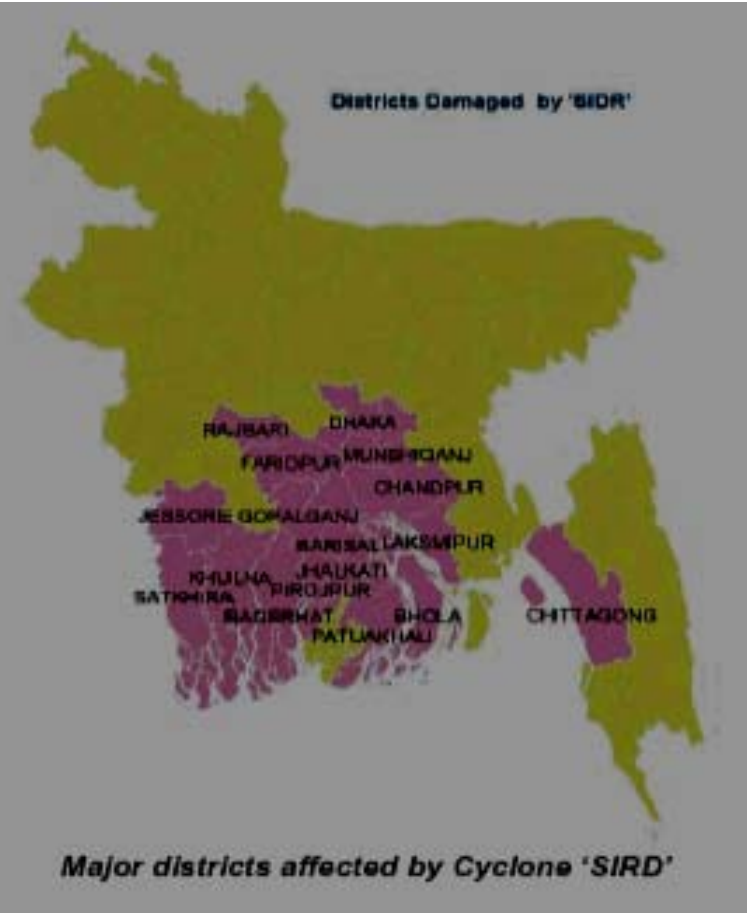 Districts Damaged by 'SIDR'
RAJBARI DHAKA
FARIDPUR MUNSHIGANJ
CHANDPUR
JESSORE GOPALGANJ
BARISAL LAKSMIPUR
KHULNA JHALKATI
SATKHIRA PIROJPUR
BAGERHAT BHOLA CHITTAGONG
PATUAKHALI
Major districts affected by Cyclone ‘SIRD’